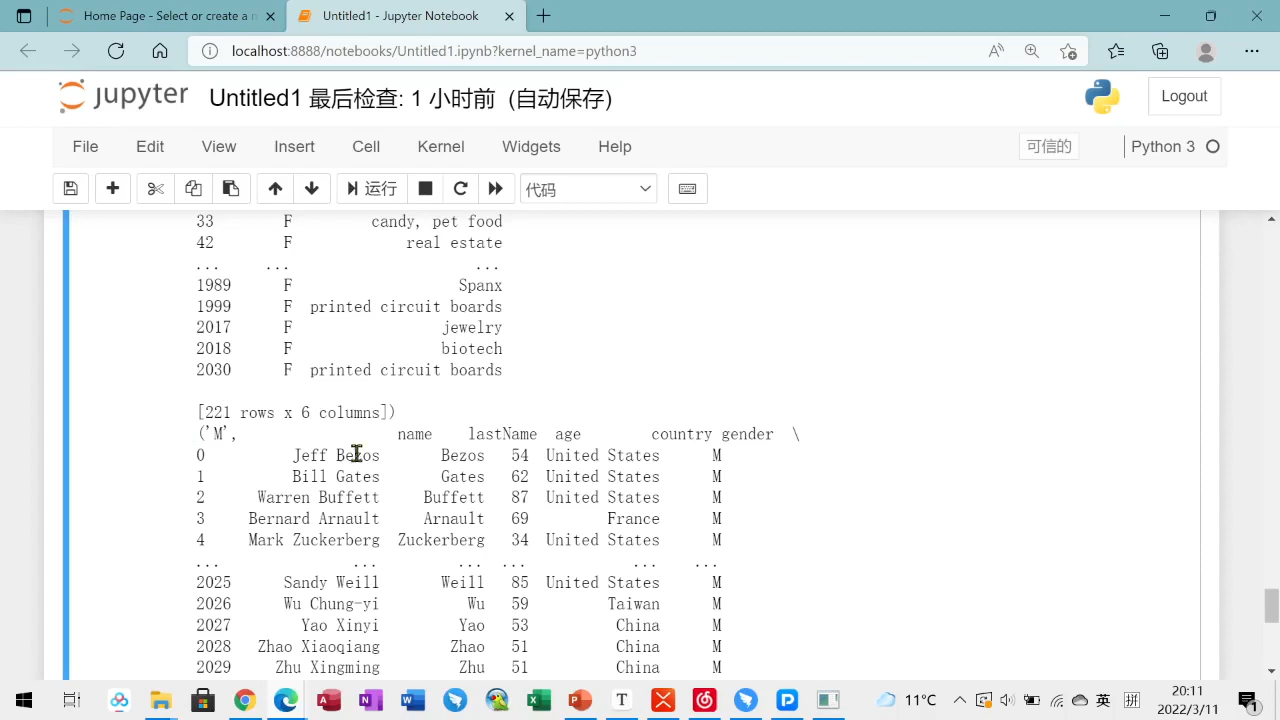 Home Page - Select or create a n
Untitled1 - Jupyter Notebook
localhost:8888/notebooks/Untitled1.ipynb?kernel_name=python3
jupyter Untitled1 最后检查: 1 小时前 (自动保存) Logout
File Edit View Insert Cell Kernel Widgets Help 可信的 Python 3
运行 代码
33 F candy, pet food
42 F real estate
... ... ...
1989 F Spanx
1999 F printed circuit boards
2017 F jewelry
2018 F biotech
2030 F printed circuit boards
[221 rows x 6 columns])
('M', name lastName age country gender \
0 Jeff Bezos Bezos 54 United States M
1 Bill Gates Gates 62 United States M
2 Warren Buffett Buffett 87 United States M
3 Bernard Arnault Arnault 69 France M
4 Mark Zuckerberg Zuckerberg 34 United States M
... ... ... ... ... ...
2025 Sandy Weill Weill 85 United States M
2026 Wu Chung-yi Wu 59 Taiwan M
2027 Yao Xinyi Yao 53 China M
2028 Zhao Xiaoqiang Zhao 51 China M
2029 Zhu Xingming Zhu 51 China M
11°C 英 拼 20:11
2022/3/11 1